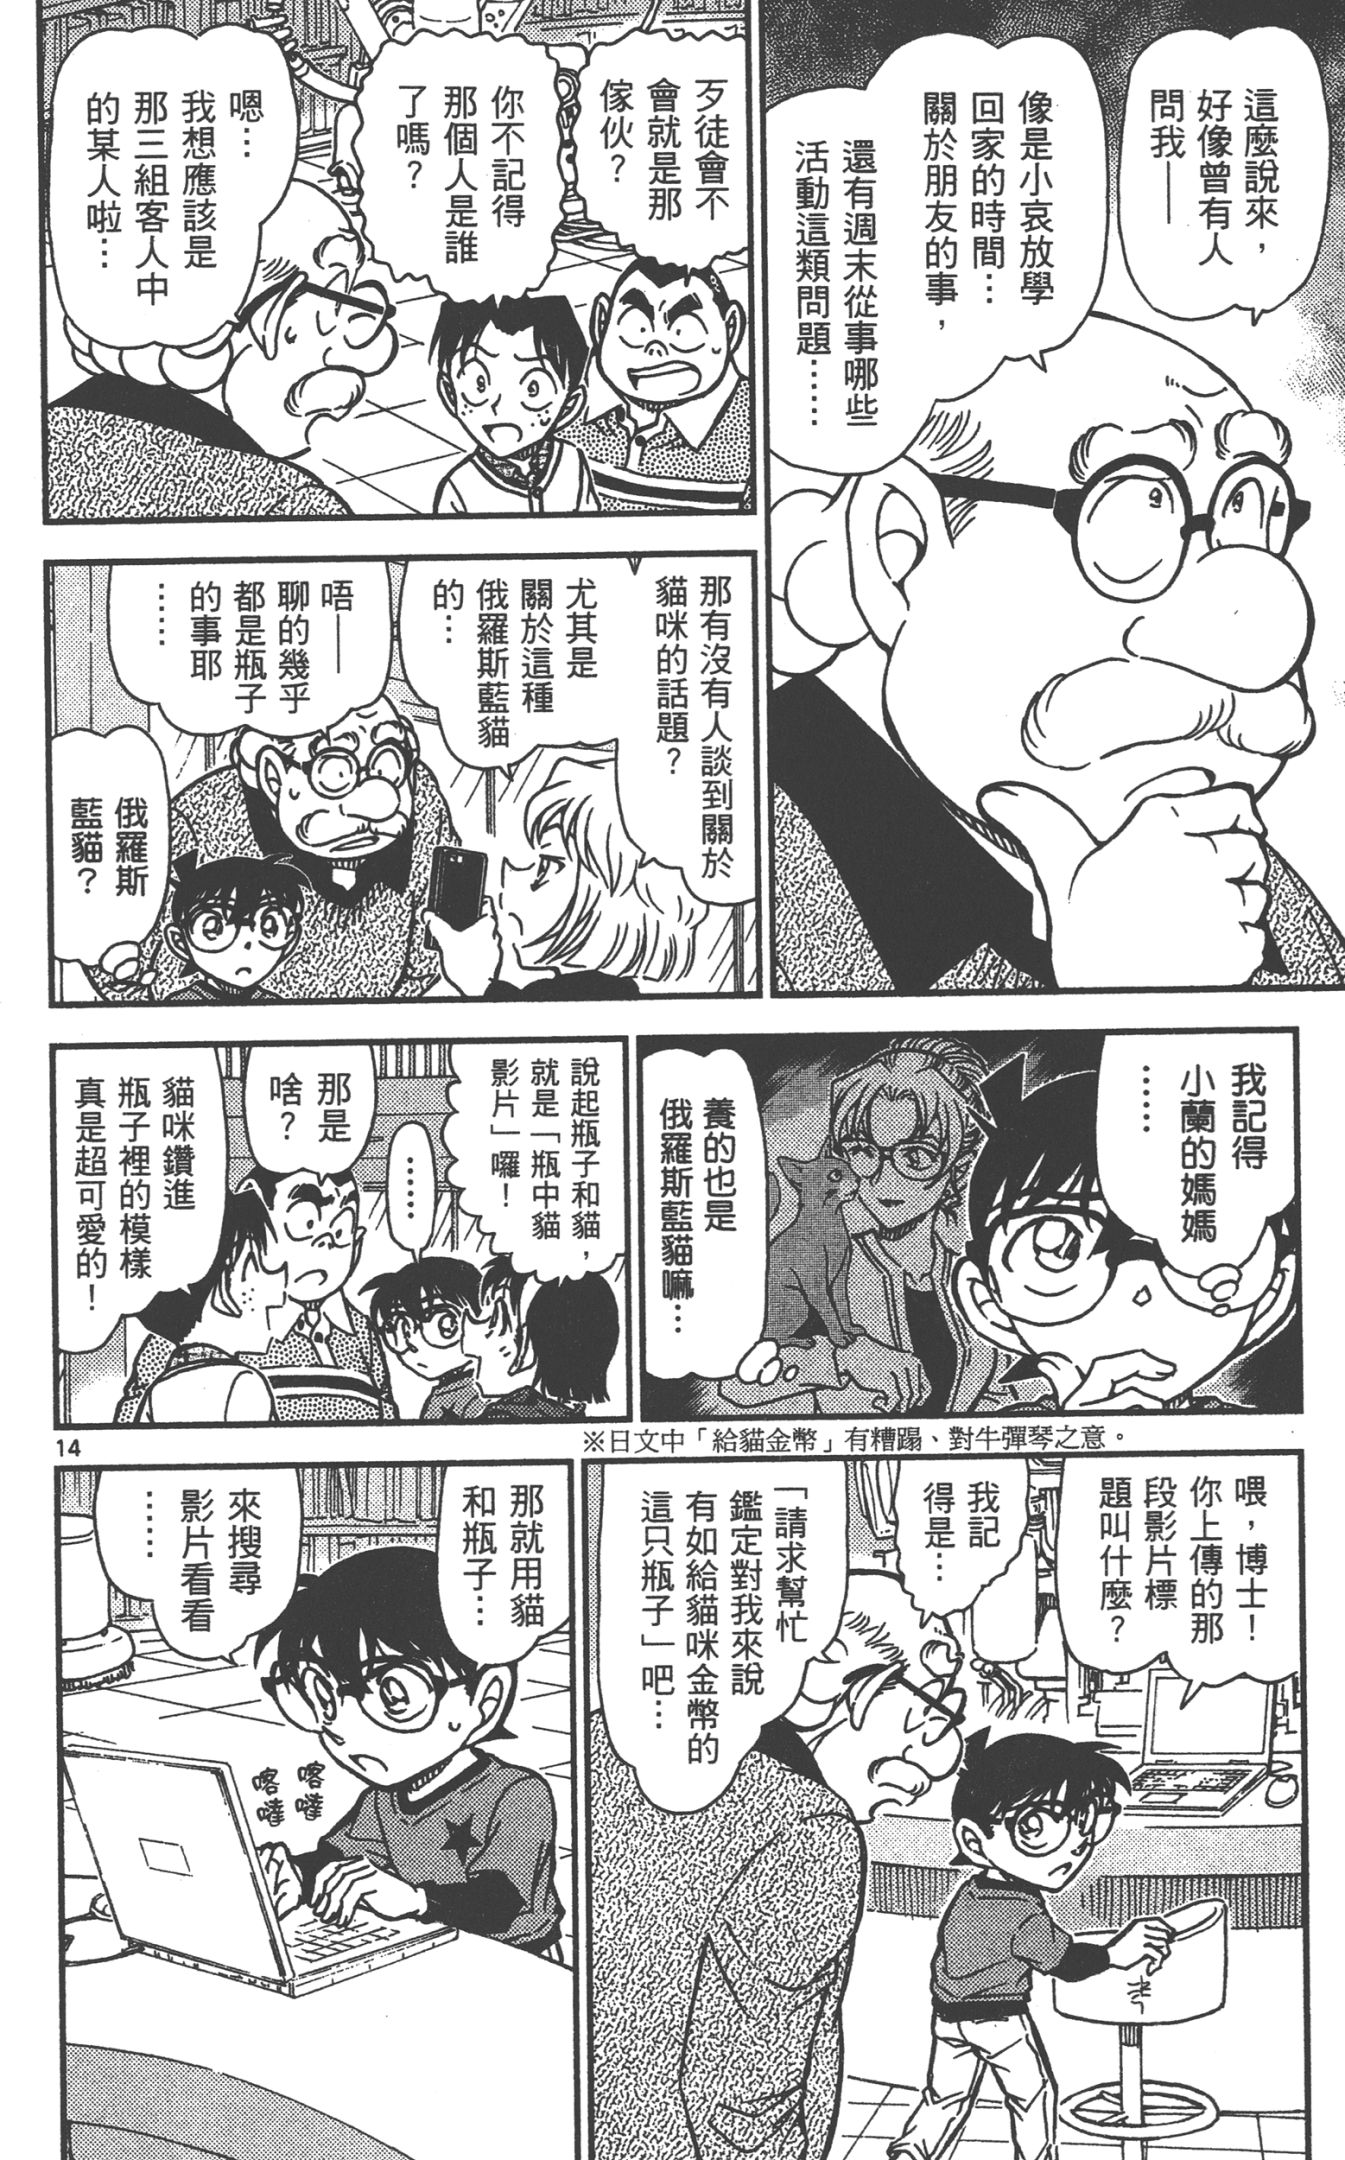 這麼說來，
好像曾有人
問我——
像是小哀放學
回家的時間…
關於朋友的事，
還有週末從事哪些
活動這類問題……
歹徒會不
會就是那
傢伙？
你不記得
那個人是誰
了嗎？
嗯…
我想應該是
那三組客人中
的某人啦…
那有沒有人談到關於
貓咪的話題？
尤其是
關於這種
俄羅斯藍貓
的…
唔——
聊的幾乎
都是瓶子
的事耶
……
俄羅斯
藍貓？
我記得
小蘭的媽媽
……
養的也是
俄羅斯藍貓嘛…
說起瓶子和貓，
就是「瓶中貓
影片」囉！
……
那是
啥？
貓咪鑽進
瓶子裡的模樣
真是超可愛的！
14
※日文中「給貓金幣」有糟蹋、對牛彈琴之意。
喂，博士！
你上傳的那
段影片標
題叫什麼？
我記
得是…
「請求幫忙
鑑定對我來說
有如給貓咪金幣的
這只瓶子」吧…
那就用貓
和瓶子…
來搜尋
影片看看
……
喀噠
喀噠